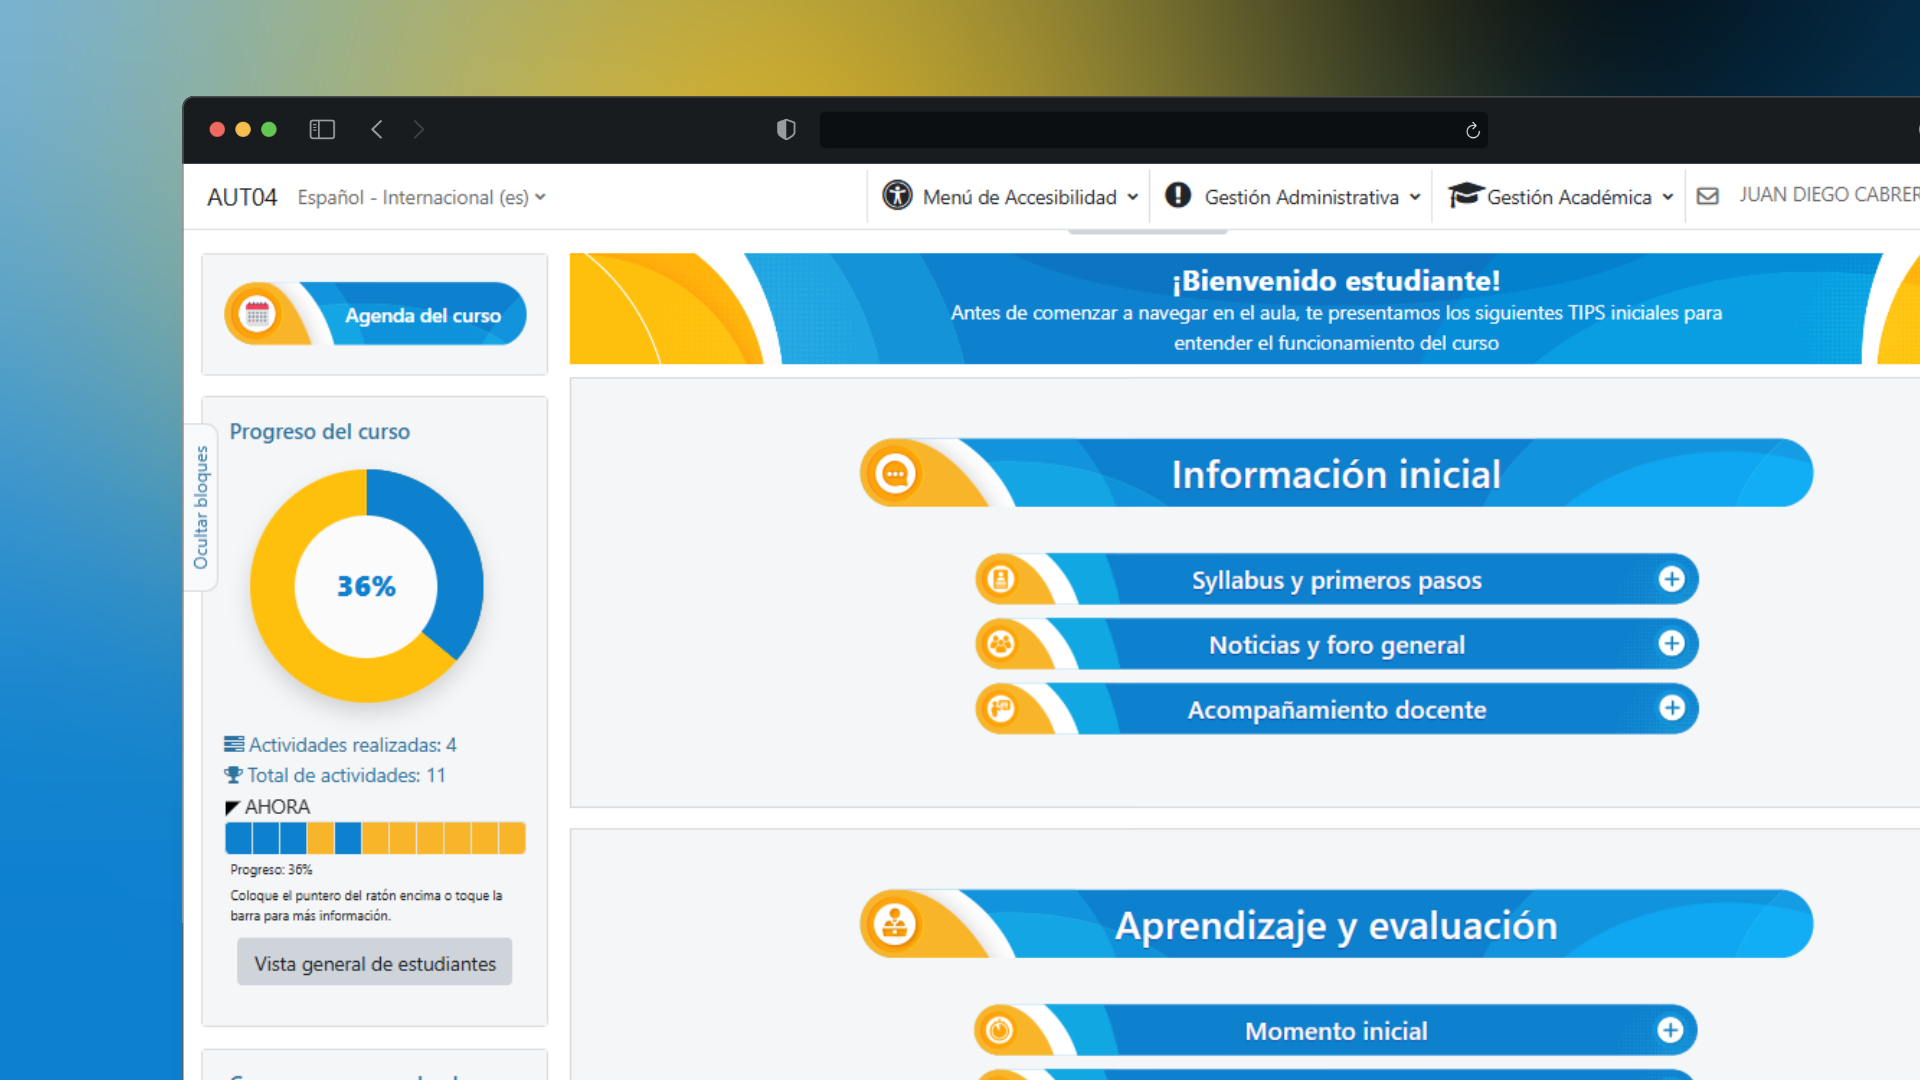 AUT04
Español - Internacional (es)
Menú de Accesibilidad
Gestión Administrativa
Gestión Académica
JUAN DIEGO
Agenda del curso
¡Bienvenido estudiante!
Antes de comenzar a navegar en el aula, te presentamos los siguientes TIPS iniciales para
entender el funcionamiento del curso
Ocultar bloques
Progreso del curso
36%
Actividades realizadas: 4
Total de actividades: 11
AHORA
Progreso: 36%
Coloque el puntero del ratón encima o toque la
barra para más información.
Vista general de estudiantes
Información inicial
Syllabus y primeros pasos
Noticias y foro general
Acompañamiento docente
Aprendizaje y evaluación
Momento inicial